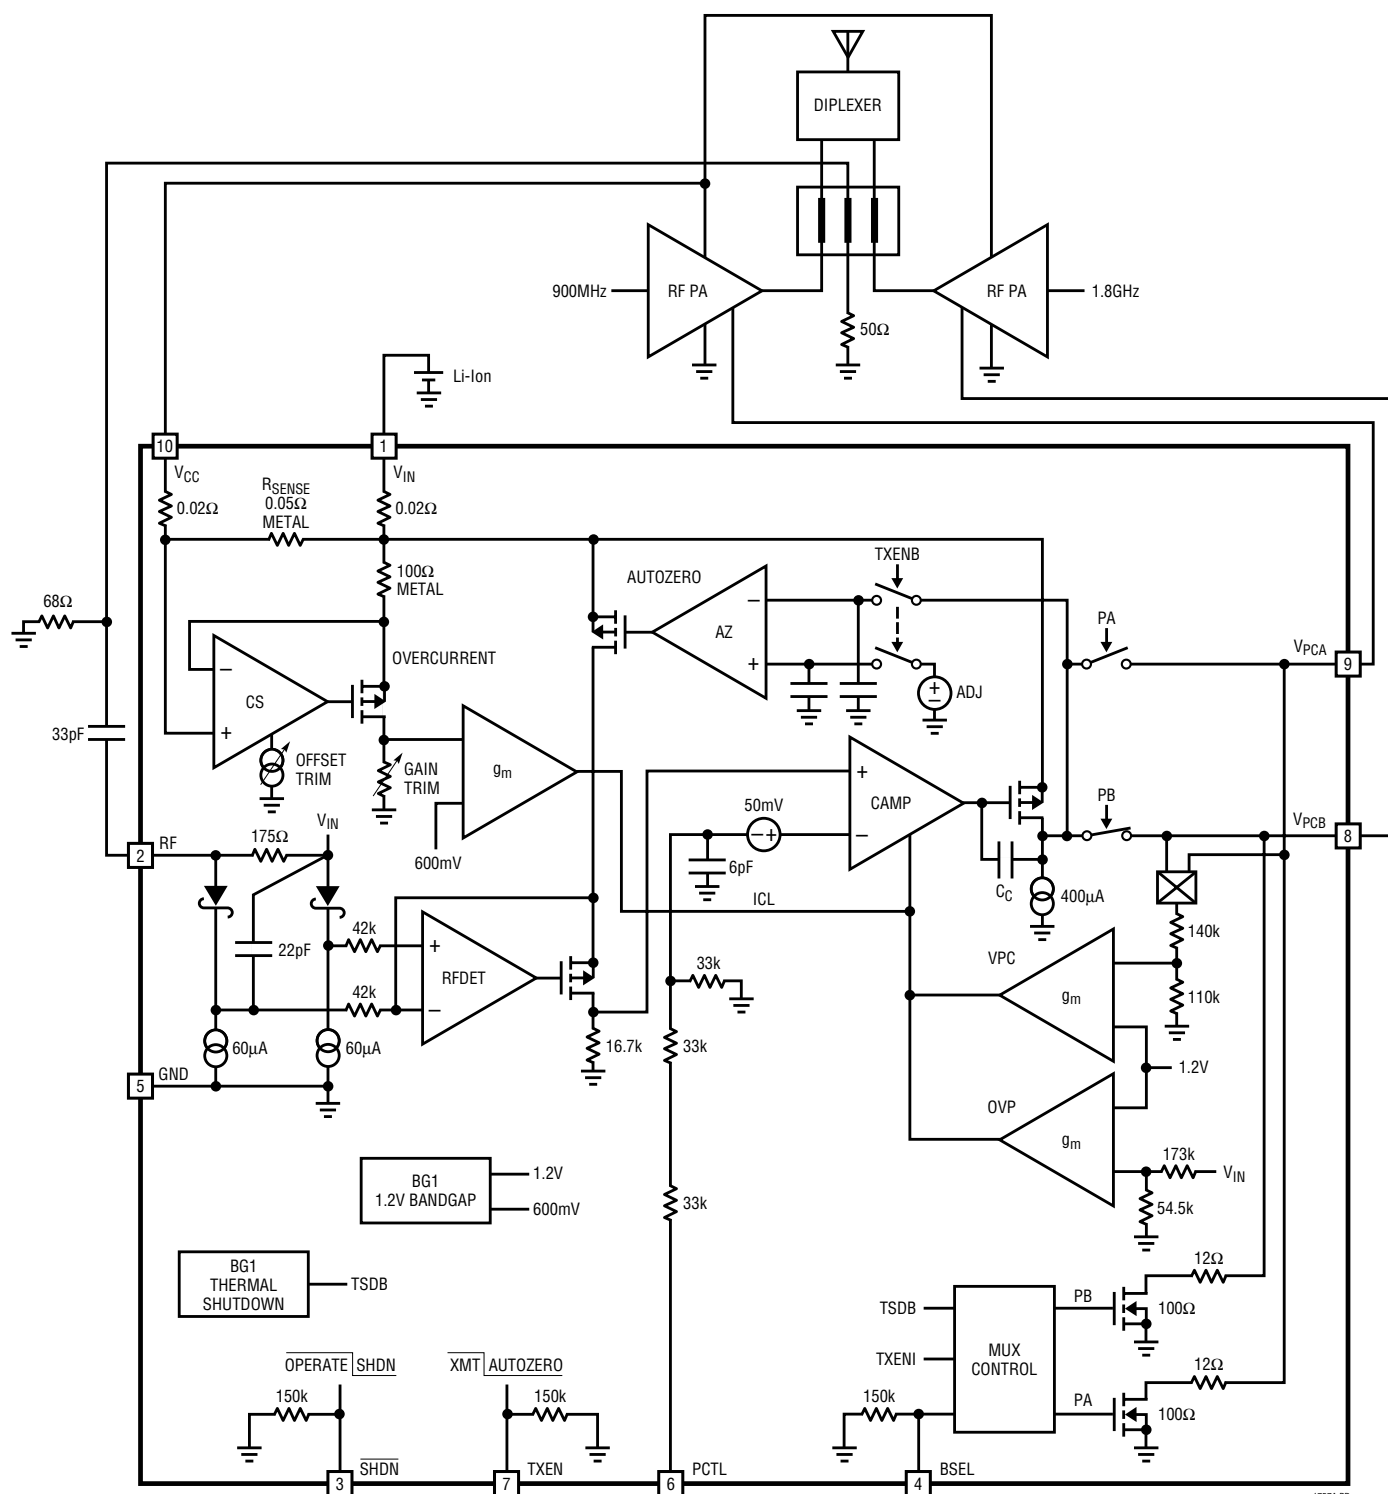 DIPLEXER
900MHz
RF PA
RF PA
1.8GHz
50Ω
Li-Ion
10
1
VCC
VIN
0.02Ω
RSENSE
0.05Ω
METAL
0.02Ω
100Ω
METAL
AUTOZERO
TXENB
68Ω
–
AZ
+
PA
VPCA
9
OVERCURRENT
–
CS
+
+
–
ADJ
33pF
OFFSET
TRIM
GAIN
TRIM
gm
600mV
50mV
–+
+
CAMP
–
PB
VPCB
8
2
RF
175Ω
VIN
6pF
CC
400µA
ICL
22pF
42k
+
RFDET
–
42k
140k
VPC
gm
110k
33k
60µA
60µA
16.7k
33k
5
GND
1.2V
OVP
gm
BG1
1.2V BANDGAP
1.2V
600mV
33k
173k
VIN
54.5k
BG1
THERMAL
SHUTDOWN
TSDB
12Ω
TSDB
TXENI
MUX
CONTROL
PB
100Ω
12Ω
PA
100Ω
OPERATE SHDN
XMT AUTOZERO
150k
150k
150k
3
SHDN
7
TXEN
6
PCTL
4
BSEL